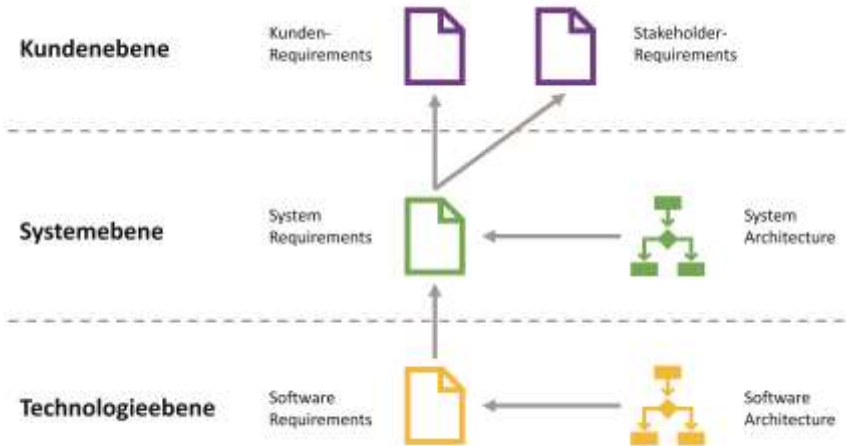 Kundenebene
Kunden-
Requirements
Stakeholder-
Requirements
Systemebene
System
Requirements
System
Architecture
Technologieebene
Software
Requirements
Software
Architecture